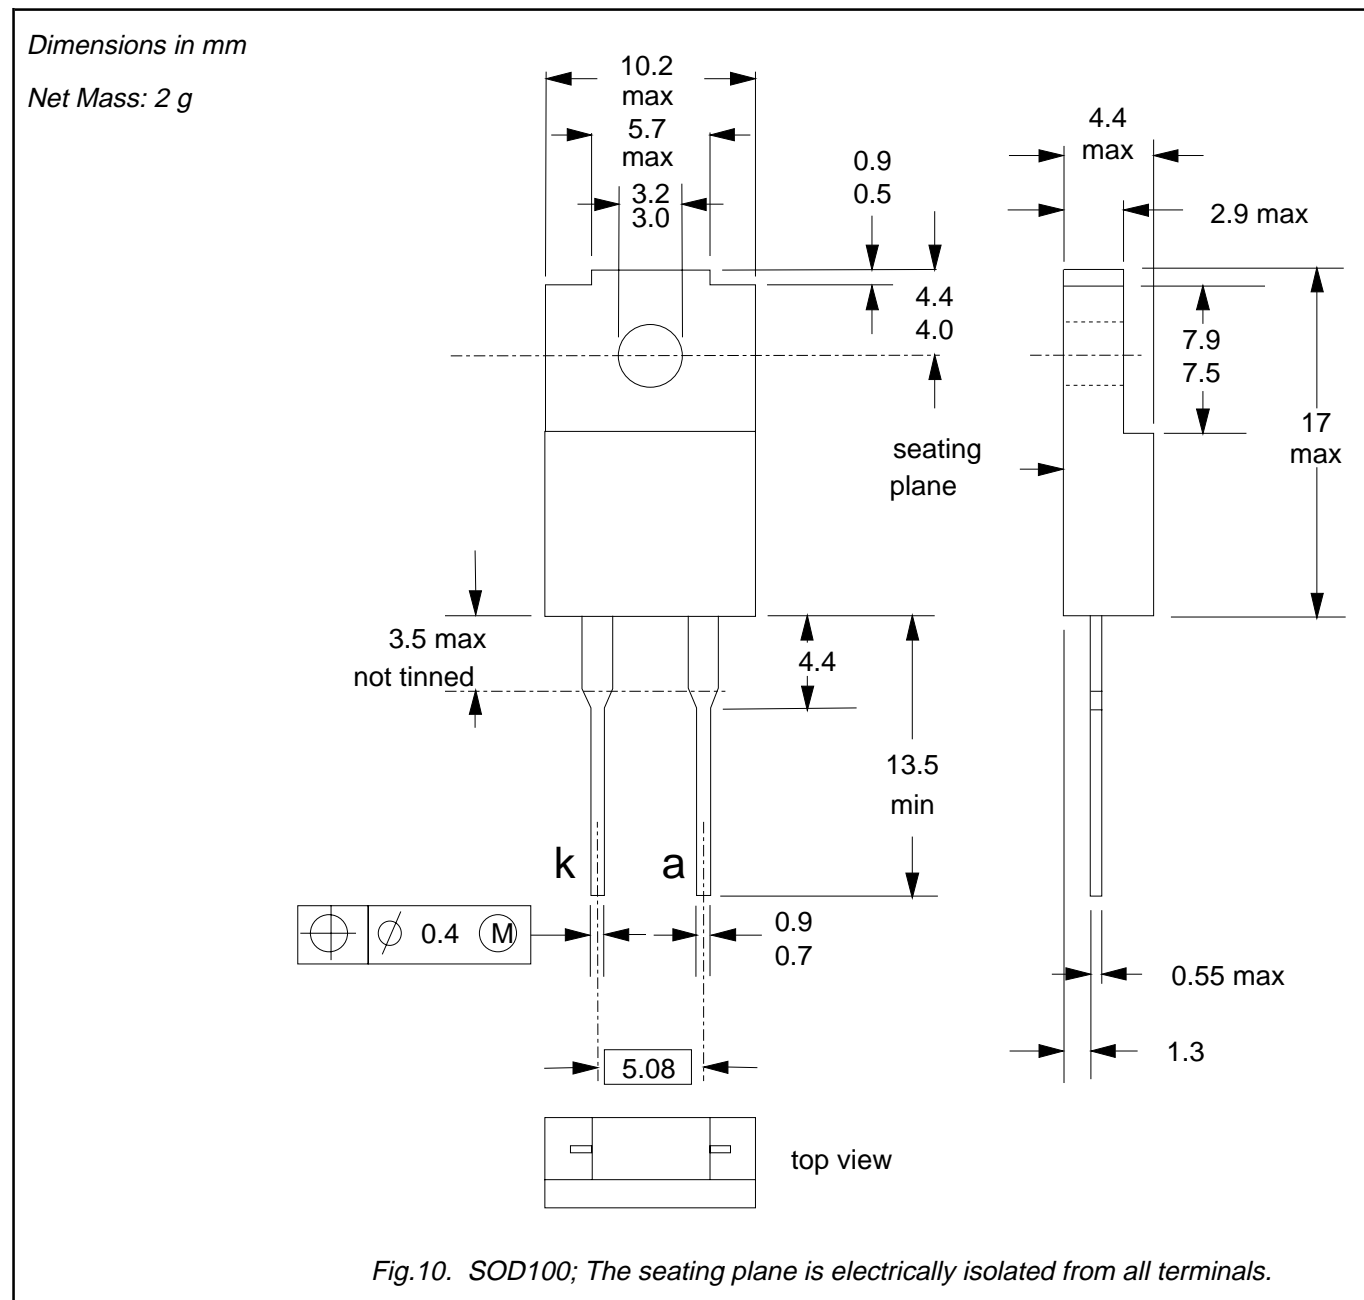 Dimensions in mm
Net Mass: 2 g
10.2
max
5.7
max
3.2
3.0
0.9
0.5
4.4
4.0
4.4
max
2.9 max
7.9
7.5
17
max
seating
plane
3.5 max
not tinned
4.4
13.5
min
k
a
0.4 M
0.9
0.7
0.55 max
1.3
5.08
top view
Fig.10. SOD100; The seating plane is electrically isolated from all terminals.